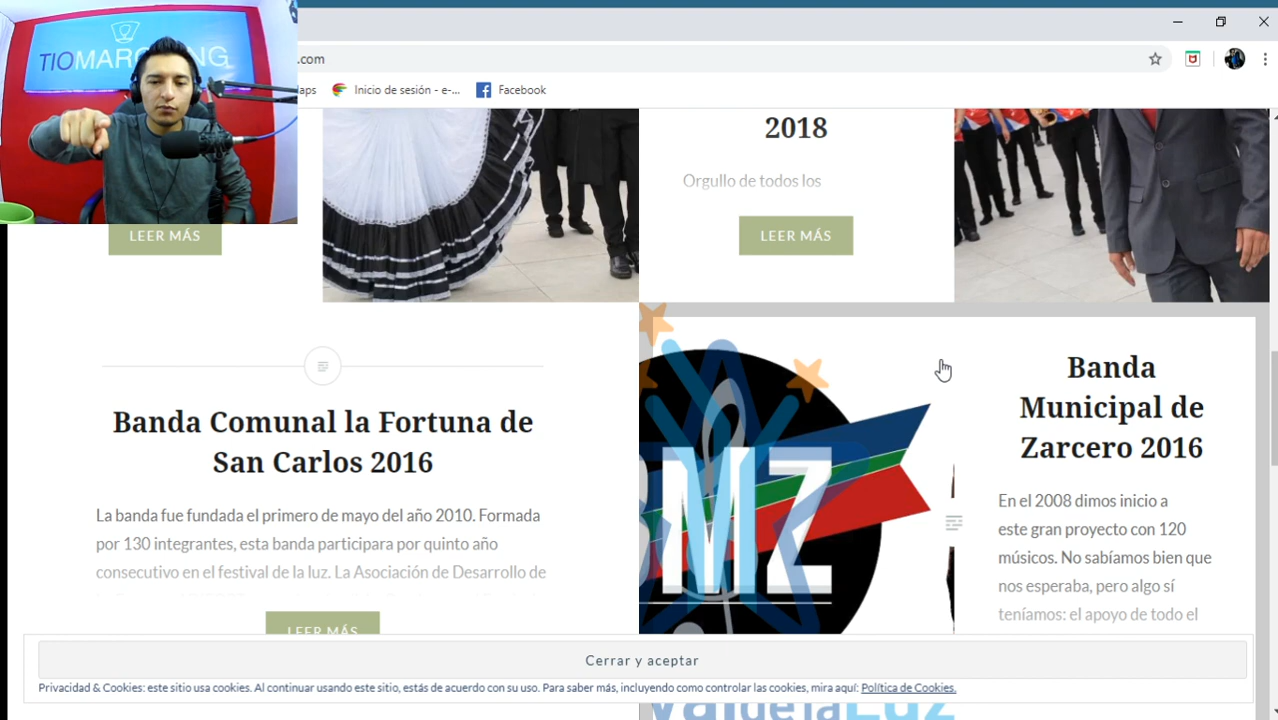 TIOMAR
NG
.com
aps
Inicio de sesión - e-...
Facebook
2018
Orgullo de todos los
LEER MÁS
LEER MÁS
Banda Comunal la Fortuna de
San Carlos 2016
La banda fue fundada el primero de mayo del año 2010. Formada
por 130 integrantes, esta banda participara por quinto año
consecutivo en el festival de la luz. La Asociación de Desarrollo de
LEER MÁS
MZ
Banda
Municipal de
Zarcero 2016
En el 2008 dimos inicio a
este gran proyecto con 120
músicos. No sabíamos bien que
nos esperaba, pero algo sí
teníamos: el apoyo de todo el
Cerrar y aceptar
Privacidad & Cookies: este sitio usa cookies. Al continuar usando este sitio, estás de acuerdo con su uso. Para saber más, incluyendo como controlar las cookies, mira aquí: Política de Cookies.
valdelaLuz